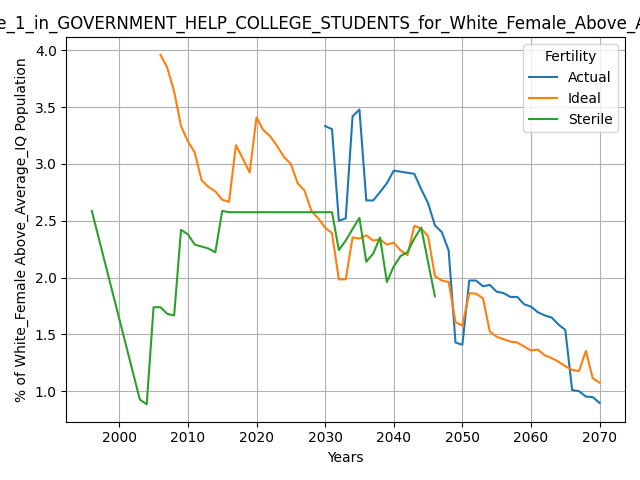 e_1_in_GOVERNMENT_HELP_COLLEGE_STUDENTS_for_White_Female_Above_A
% of White_Female Above_Average_IQ Population
4.0
3.5
3.0
2.5
2.0
1.5
1.0
Fertility
Actual
Ideal
Sterile
2000 2010 2020 2030 2040 2050 2060 2070
Years